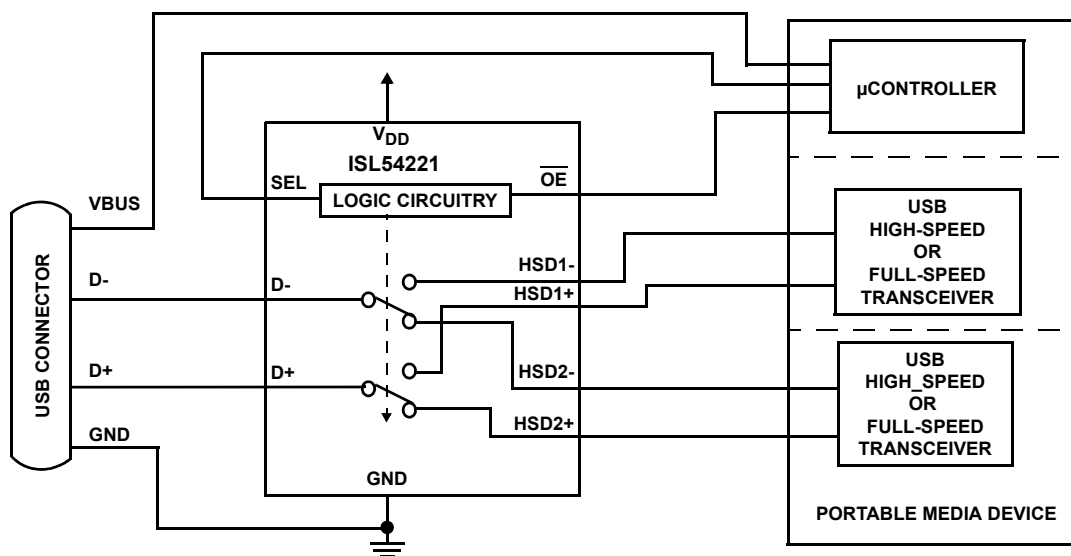 µCONTROLLER
VDD
ISL54221
SEL
OE
LOGIC CIRCUITRY
VBUS
USB
HIGH-SPEED
OR
FULL-SPEED
TRANSCEIVER
HSD1-
HSD1+
D-
D-
USB CONNECTOR
D+
D+
HSD2-
HSD2+
USB
HIGH_SPEED
OR
FULL-SPEED
TRANSCEIVER
GND
GND
PORTABLE MEDIA DEVICE